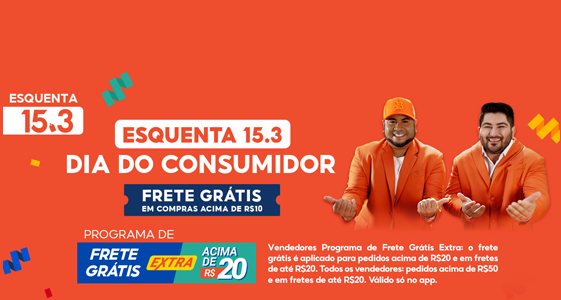 ESQUENTA
15.3
ESQUENTA 15.3
DIA DO CONSUMIDOR
FRETE GRÁTIS
EM COMPRAS ACIMA DE R$10
PROGRAMA DE
FRETE GRÁTIS EXTRA ACIMA DE R$ 20
Vendedores Programa de Frete Grátis Extra: o frete
grátis é aplicado para pedidos acima de R$20 e em fretes
de até R$20. Todos os vendedores: pedidos acima de R$50
e em fretes de até R$20. Válido só no app.